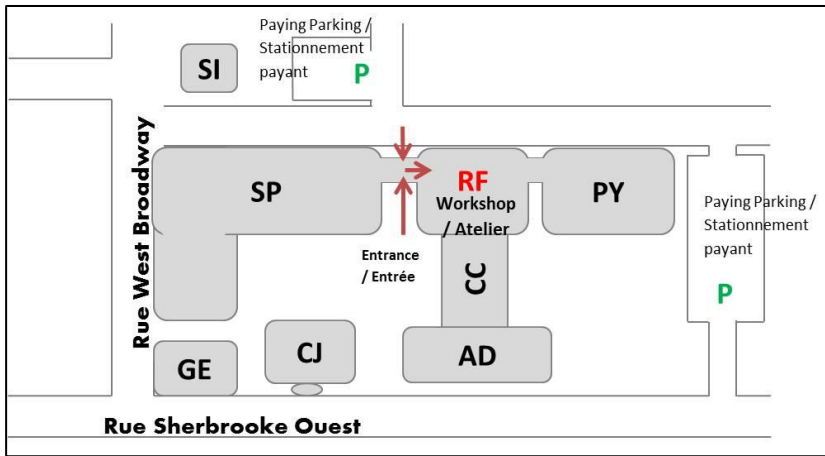 Paying Parking /
Stationnement
payant
P
SI
Rue West Broadway
SP
RF
Workshop
/ Atelier
PY
Paying Parking /
Stationnement
payant
P
Entrance
/ Entrée
CC
GE
CJ
AD
Rue Sherbrooke Ouest